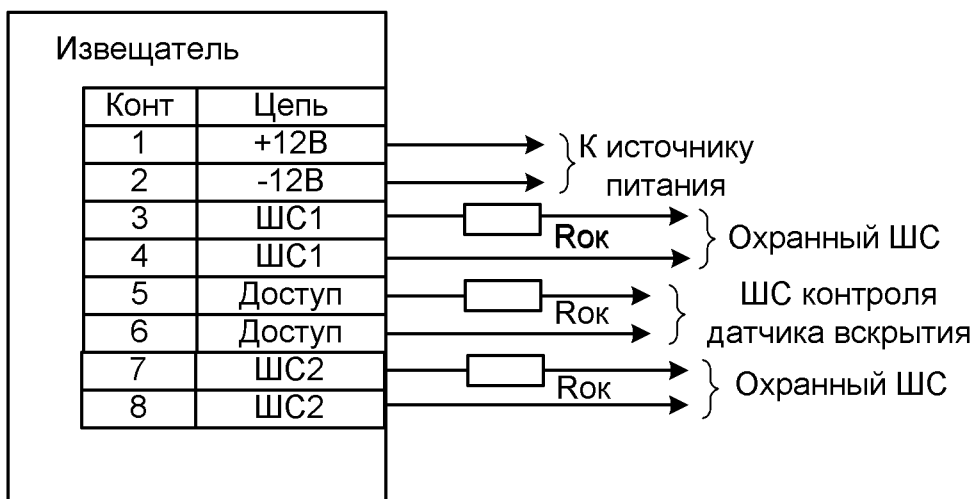 Извещатель
Конт Цепь
1 +12В
2 -12В
К источнику
питания
3 ШС1
Rок
4 ШС1
Охранный ШС
5 Доступ
Rок
6 Доступ
ШС контроля
датчика вскрытия
7 ШС2
Rок
8 ШС2
Охранный ШС